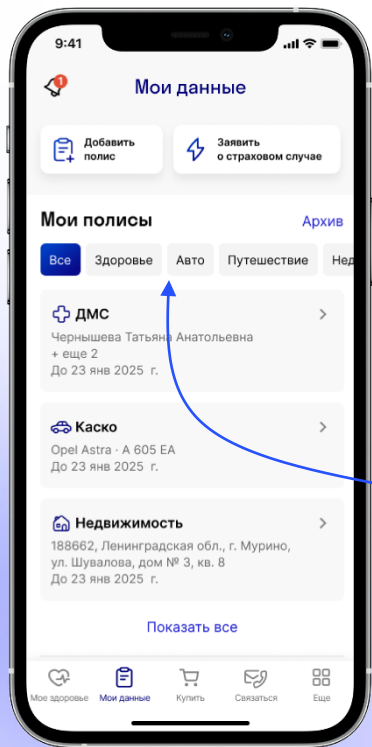 9:41
1
Мои данные
Добавить
полис
Заявить
о страховом случае
Мои полисы
Архив
Все
Здоровье
Авто
Путешествие
Нед
ДМС
Чернышева Татьяна Анатольевна
+ еще 2
До 23 янв 2025 г.
Каско
Opel Astra · А 605 ЕА
До 23 янв 2025 г.
Недвижимость
188662, Ленинградская обл., г. Мурино,
ул. Шувалова, дом № 3, кв. 8
До 23 янв 2025 г.
Показать все
Мое здоровье
Мои данные
Купить
Связаться
Еще